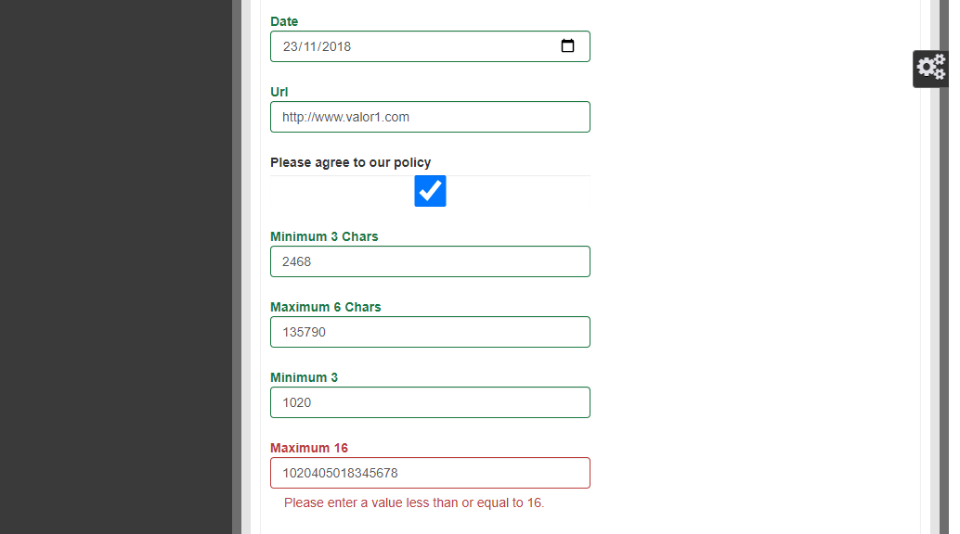 Date
23/11/2018
Url
http://www.valor1.com
Please agree to our policy
Minimum 3 Chars
2468
Maximum 6 Chars
135790
Minimum 3
1020
Maximum 16
1020405018345678
Please enter a value less than or equal to 16.